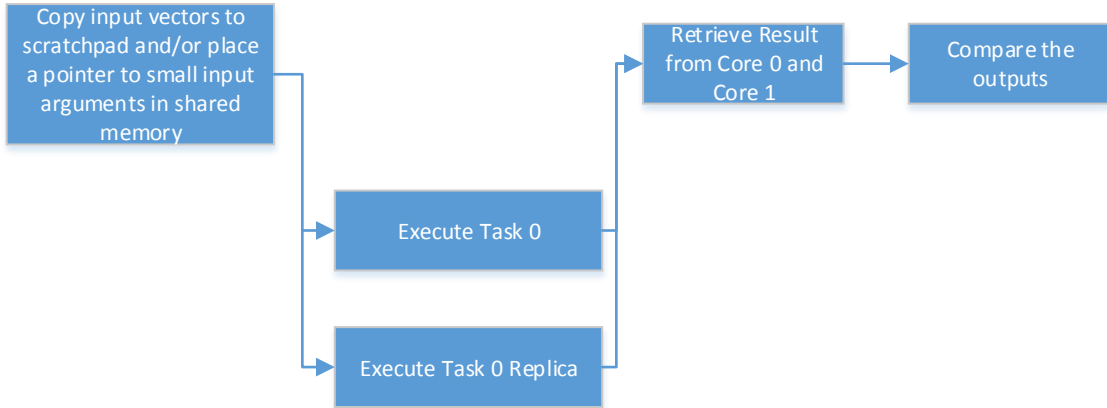 Copy input vectors to
scratchpad and/or place
a pointer to small input
arguments in shared
memory
Execute Task 0
Execute Task 0 Replica
Retrieve Result
from Core 0 and
Core 1
Compare the
outputs